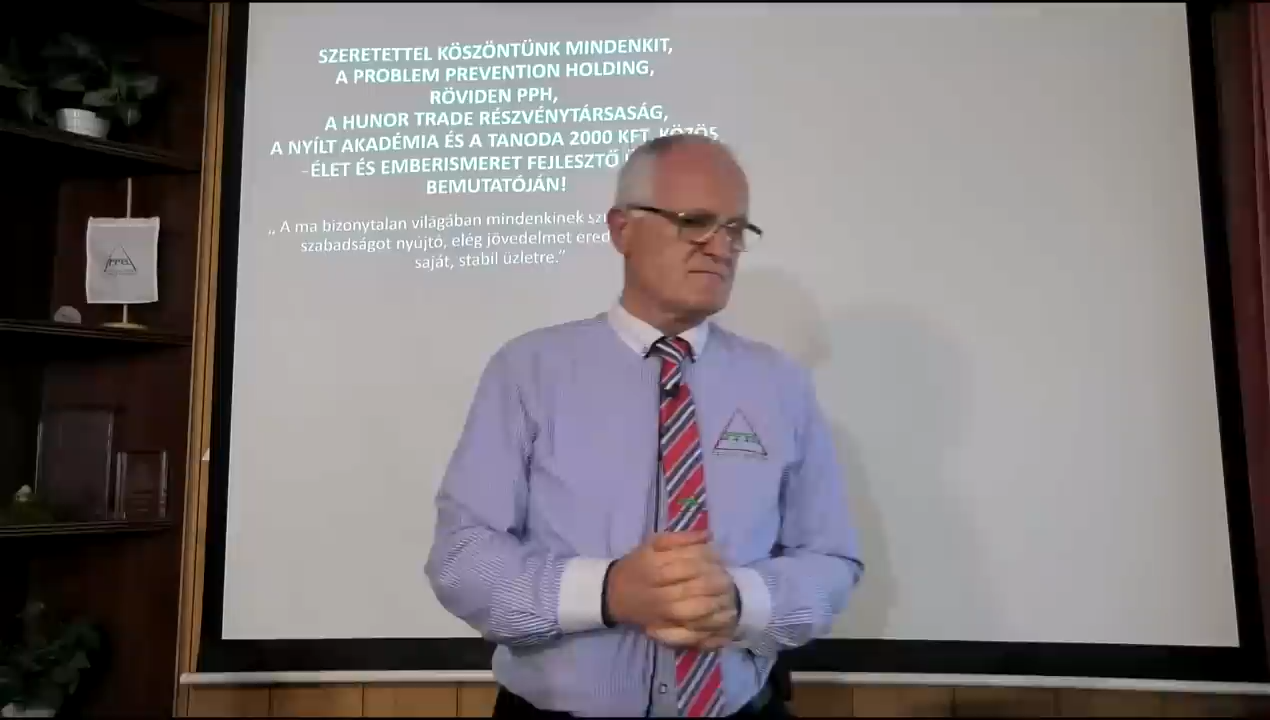 SZERETETTEL KÖSZÖNTÜNK MINDENKIT,
A PROBLEM PREVENTION HOLDING,
RÖVIDEN PPH,
A HUNOR TRADE RÉSZVÉNYTÁRSASÁG,
A NYÍLT AKADÉMIA ÉS A TANODA 2000 KFT. KÖZÖS
-ÉLET ÉS EMBERISMERET FEJLESZTŐ
BEMUTATÓJÁN!
„ A ma bizonytalan világában mindenkinek
szabadságot nyújtó, elég jövedelmet
saját, stabil üzletre.”